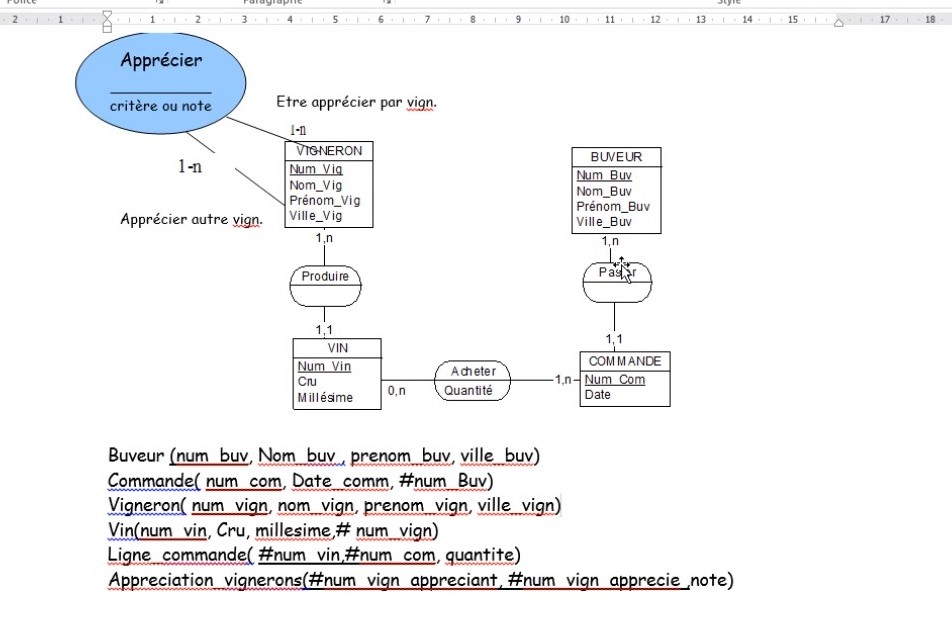 2 1 1 2 3 4 5 6 7 8 9 10 11 12 13 14 15 17 18
Apprécier
critère ou note
Etre apprécier par vign.
1-n
1-n
Apprécier autre vign.
VIGNERON
Num_Vig
Nom_Vig
Prénom_Vig
Ville_Vig
1,n
Produire
1,1
BUVEUR
Num_Buv
Nom_Buv
Prénom_Buv
Ville_Buv
1,n
1,1
VIN
Num_Vin
Cru
Millésime
0,n
Acheter
Quantité
1,n
COMMANDE
Num_Com
Date
Buveur (num_buv, Nom_buv , prenom_buv, ville_buv)
Commande( num_com, Date_comm, #num_Buv)
Vigneron( num_vign, nom_vign, prenom_vign, ville_vign)
Vin(num_vin, Cru, millesime,# num_vign)
Ligne_commande( #num_vin,#num_com, quantite)
Appreciation_vignerons(#num_vign_appreciant, #num_vign_apprecie ,note)